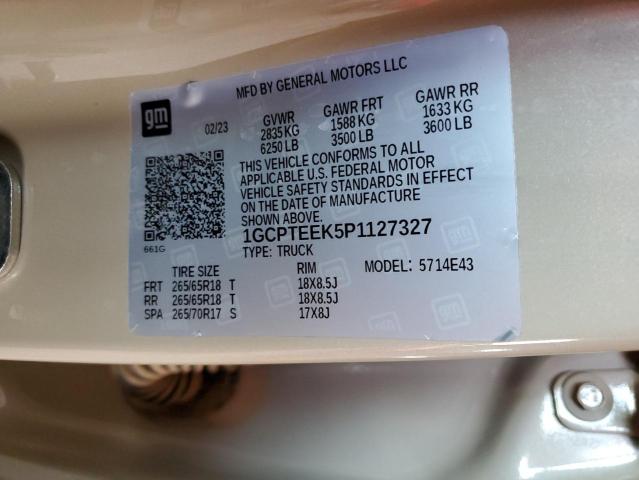 MFD BY GENERAL MOTORS LLC
gm
02/23
GVWR GAWR FRT GAWR RR
2835 KG 1588 KG 1633 KG
6250 LB 3500 LB 3600 LB
THIS VEHICLE CONFORMS TO ALL
APPLICABLE U.S. FEDERAL MOTOR
VEHICLE SAFETY STANDARDS IN EFFECT
ON THE DATE OF MANUFACTURE
SHOWN ABOVE.
661G
1GCPTEEK5P1127327
TYPE: TRUCK
TIRE SIZE RIM MODEL: 5714E43
FRT 265/65R18 T 18X8.5J
RR 265/65R18 T 18X8.5J
SPA 265/70R17 S 17X8J